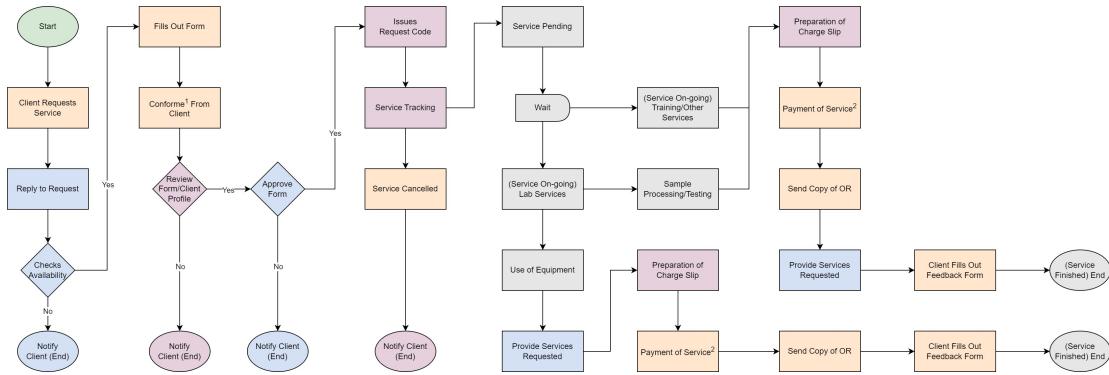 Start
Client Requests
Service
Reply to Request
Checks
Availability
No
Notify
Client (End)
Yes
Fills Out Form
Conforme1 From
Client
Review
Form/Client
Profile
No
Notify
Client (End)
Yes
Approve
Form
No
Notify Client
(End)
Yes
Issues
Request Code
Service Tracking
Service Cancelled
Notify Client
(End)
Service Pending
Wait
(Service On-going)
Training/Other
Services
(Service On-going)
Lab Services
Sample
Processing/Testing
Use of Equipment
Provide Services
Requested
Preparation of
Charge Slip
Payment of Service2
Send Copy of OR
Client Fills Out
Feedback Form
(Service
Finished) End
Preparation of
Charge Slip
Payment of Service2
Send Copy of OR
Provide Services
Requested
Client Fills Out
Feedback Form
(Service
Finished) End